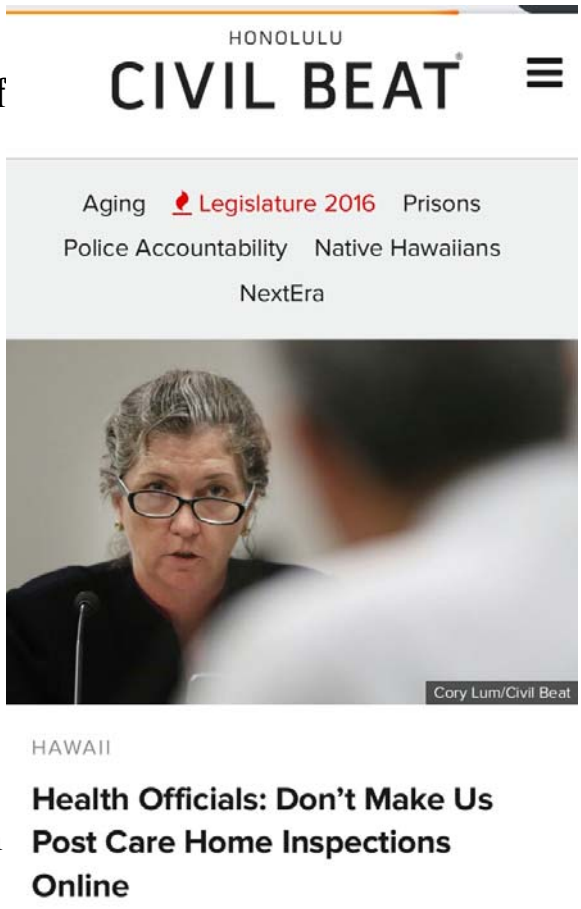 HONOLULU
CIVIL BEAT®
f
Aging Legislature 2016 Prisons
Police Accountability Native Hawaiians
NextEra
Cory Lum/Civil Beat
HAWAII
Health Officials: Don’t Make Us
Post Care Home Inspections
Online